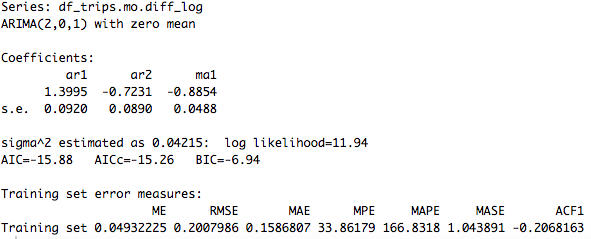 Series: df_trips.mo.diff_log
ARIMA(2,0,1) with zero mean
Coefficients:
ar1 ar2 ma1
1.3995 -0.7231 -0.8854
s.e. 0.0920 0.0890 0.0488
sigma^2 estimated as 0.04215: log likelihood=11.94
AIC=-15.88 AICc=-15.26 BIC=-6.94
Training set error measures:
ME RMSE MAE MPE MAPE MASE ACF1
Training set 0.04932225 0.2007986 0.1586807 33.86179 166.8318 1.043891 -0.2068163